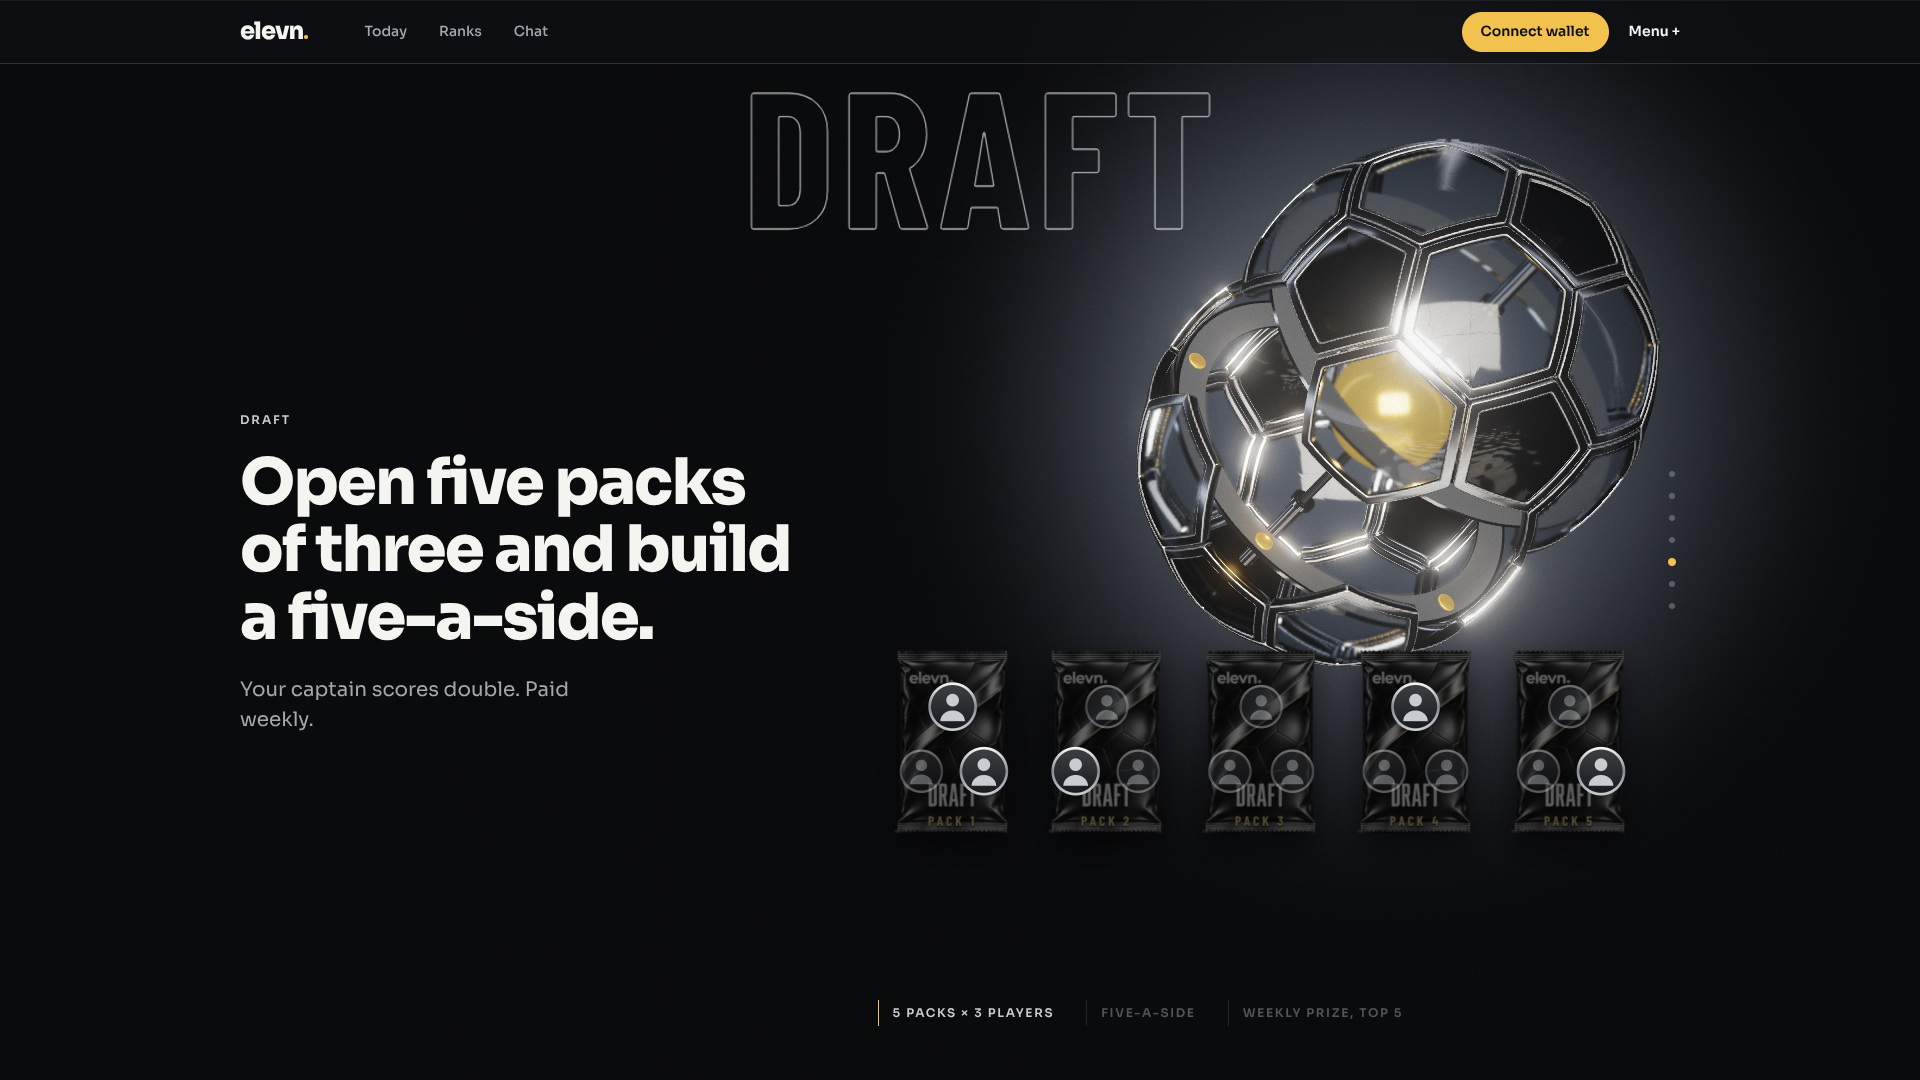 elevn.
Today
Ranks
Chat
Connect wallet
Menu +
DRAFT
DRAFT
Open five packs
of three and build
a five-a-side.
Your captain scores double. Paid
weekly.
elevn.
DRAFT
PACK 1
elevn.
DRAFT
PACK 2
elevn.
DRAFT
PACK 3
elevn.
DRAFT
PACK 4
elevn.
DRAFT
PACK 5
5 PACKS × 3 PLAYERS
FIVE-A-SIDE
WEEKLY PRIZE, TOP 5